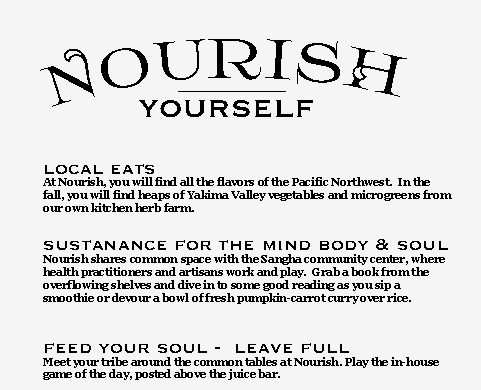 NOURISH
YOURSELF
LOCAL EATS
At Nourish, you will find all the flavors of the Pacific Northwest. In the
fall, you will find heaps of Yakima Valley vegetables and microgreens from
our own kitchen herb farm.
SUSTANANCE FOR THE MIND BODY & SOUL
Nourish shares common space with the Sangha community center, where
health practitioners and artisans work and play. Grab a book from the
overflowing shelves and dive in to some good reading as you sip a
smoothie or devour a bowl of fresh pumpkin-carrot curry over rice.
FEED YOUR SOUL - LEAVE FULL
Meet your tribe around the common tables at Nourish. Play the in-house
game of the day, posted above the juice bar.